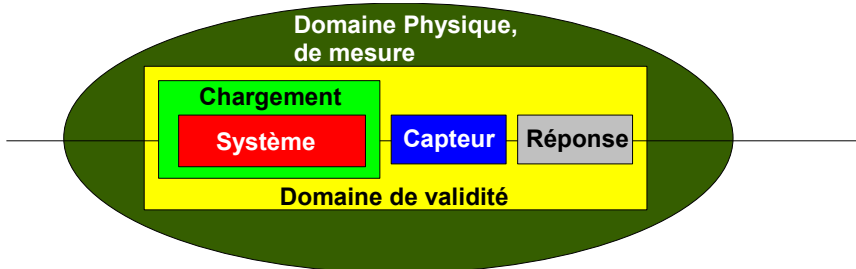 Domaine Physique,
de mesure
Chargement
Système
Capteur
Réponse
Domaine de validité